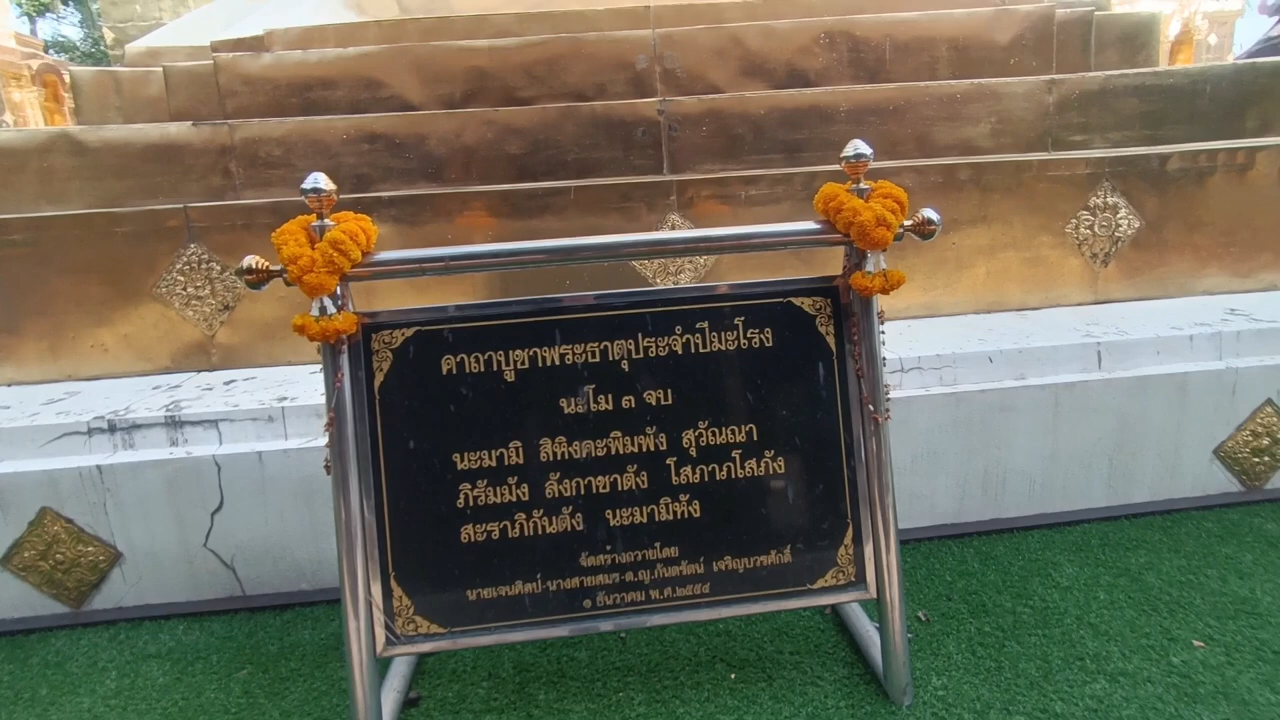 คาถาบูชาพระธาตุประจำปีมะโรง
นะโม ๓ จบ
นะมามิ สิหิงคะพิมพัง สุวัณณา
ภิรัมมัง ลังกาชาตัง โสภาภโสภัง
สะราภิกันตัง นะมามิหัง
จัดสร้างถวายโดย
นายเจนศิลป์-นางสายสมร-ด.ญ.กันตรัตน์ เจริญบวรศักดิ์
๑ ธันวาคม พ.ศ.๒๕๕๔